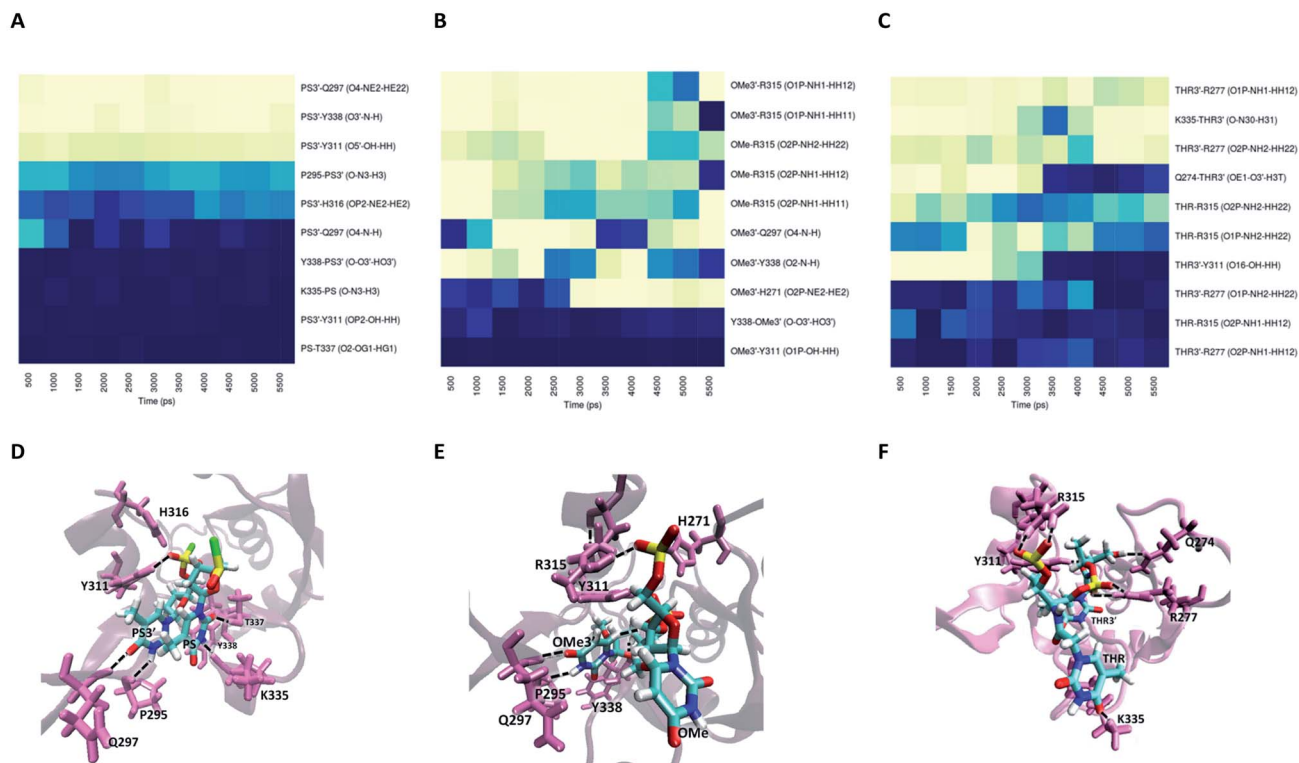 A
B
C
PS3'-Q297 (O4-NE2-HE22)
PS3'-Y338 (O3'-N-H)
PS3'-Y311 (O5'-OH-HH)
P295-PS3' (O-N3-H3)
PS3'-H316 (OP2-NE2-HE2)
PS3'-Q297 (O4-N-H)
Y338-PS3' (O-O3'-HO3')
K335-PS (O-N3-H3)
PS3'-Y311 (OP2-OH-HH)
PS-T337 (O2-OG1-HG1)
500
1000
1500
2000
2500
3000
3500
4000
4500
5000
5500
Time (ps)
OMe3'-R315 (O1P-NH1-HH12)
OMe3'-R315 (O1P-NH1-HH11)
OMe-R315 (O2P-NH2-HH22)
OMe-R315 (O2P-NH1-HH12)
OMe-R315 (O2P-NH1-HH11)
OMe3'-Q297 (O4-N-H)
OMe3'-Y338 (O2-N-H)
OMe3'-H271 (O2P-NE2-HE2)
Y338-OMe3' (O-O3'-HO3')
OMe3'-Y311 (O1P-OH-HH)
500
1000
1500
2000
2500
3000
3500
4000
4500
5000
5500
Time (ps)
THR3'-R277 (O1P-NH1-HH12)
K335-THR3' (O-N30-H31)
THR3'-R277 (O2P-NH2-HH22)
Q274-THR3' (OE1-O3'-H3T)
THR-R315 (O2P-NH2-HH22)
THR-R315 (O1P-NH2-HH22)
THR3'-Y311 (O16-OH-HH)
THR3'-R277 (O1P-NH2-HH22)
THR-R315 (O2P-NH1-HH12)
THR3'-R277 (O2P-NH1-HH12)
500
1000
1500
2000
2500
3000
3500
4000
4500
5000
5500
Time (ps)
D
H316
Y311
PS3'
PS
T337
Y338
K335
P295
Q297
E
H271
R315
Y311
OMe3'
P295
Q297
Y338
OMe
F
R315
Q274
Y311
R277
THR3'
THR
K335